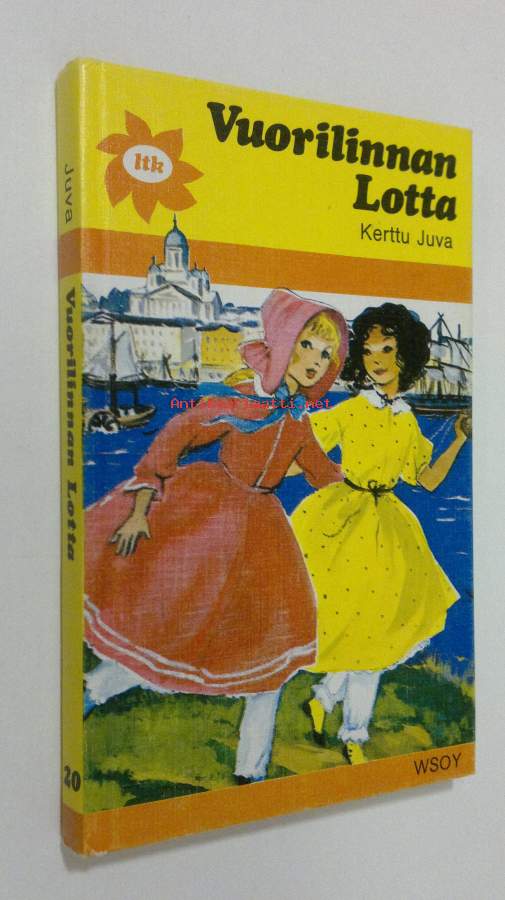 ltk
Vuorilinnan
Lotta
Kerttu Juva
WSOY
Juva
Vuorilinnan Lotta
20
Antikvariaatti.net